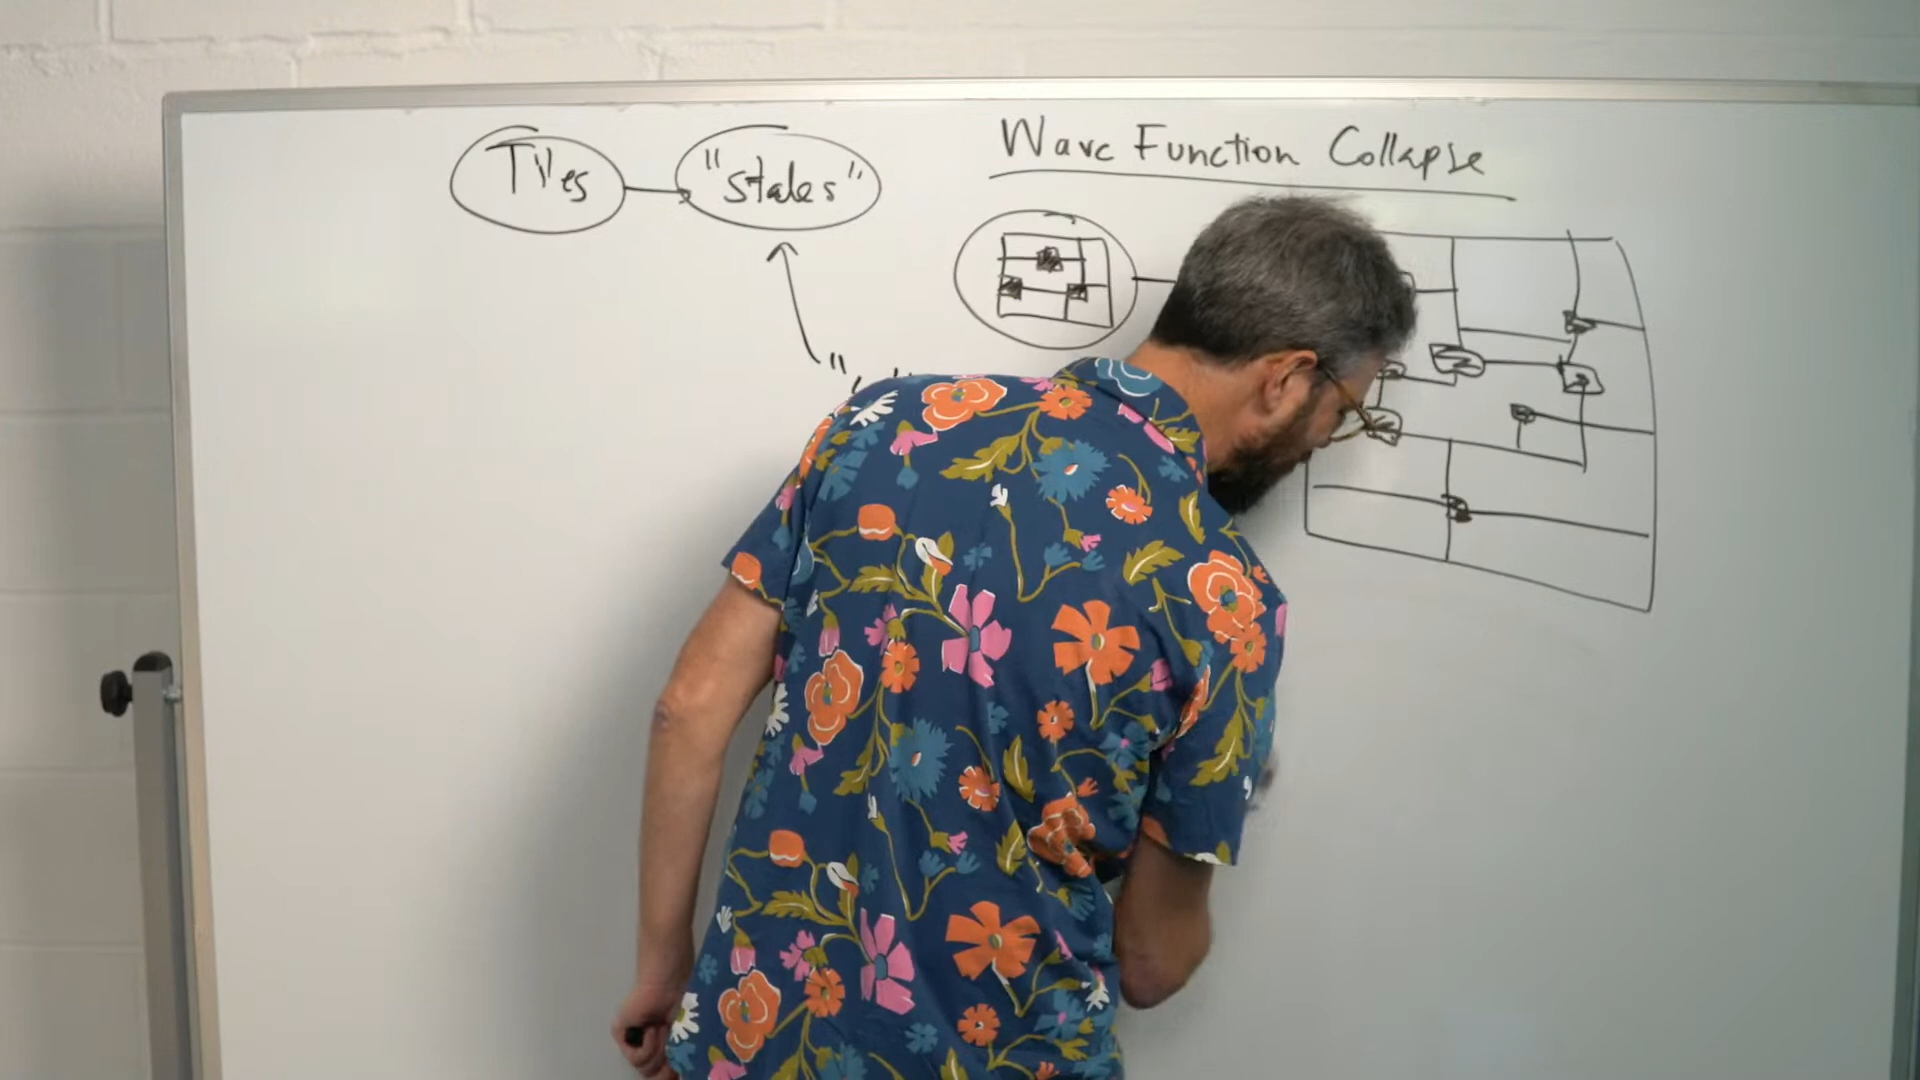 Tiles
"states"
Wave Function Collapse